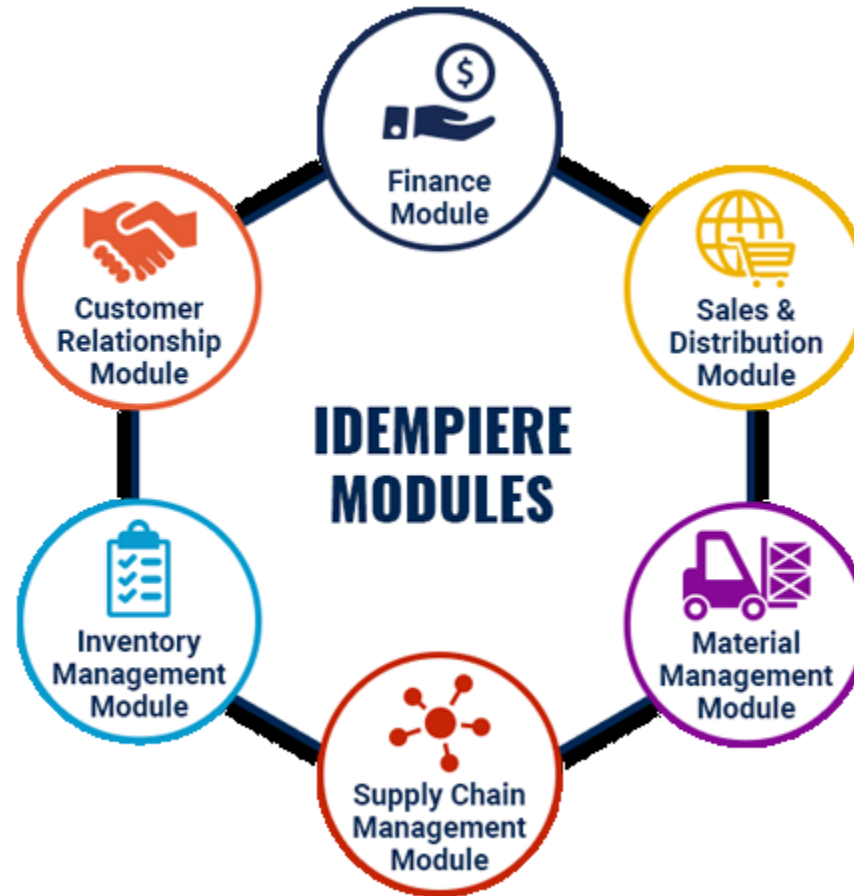 $
Finance
Module
Customer
Relationship
Module
Sales &
Distribution
Module
IDEMPIERE
MODULES
Inventory
Management
Module
Material
Management
Module
Supply Chain
Management
Module